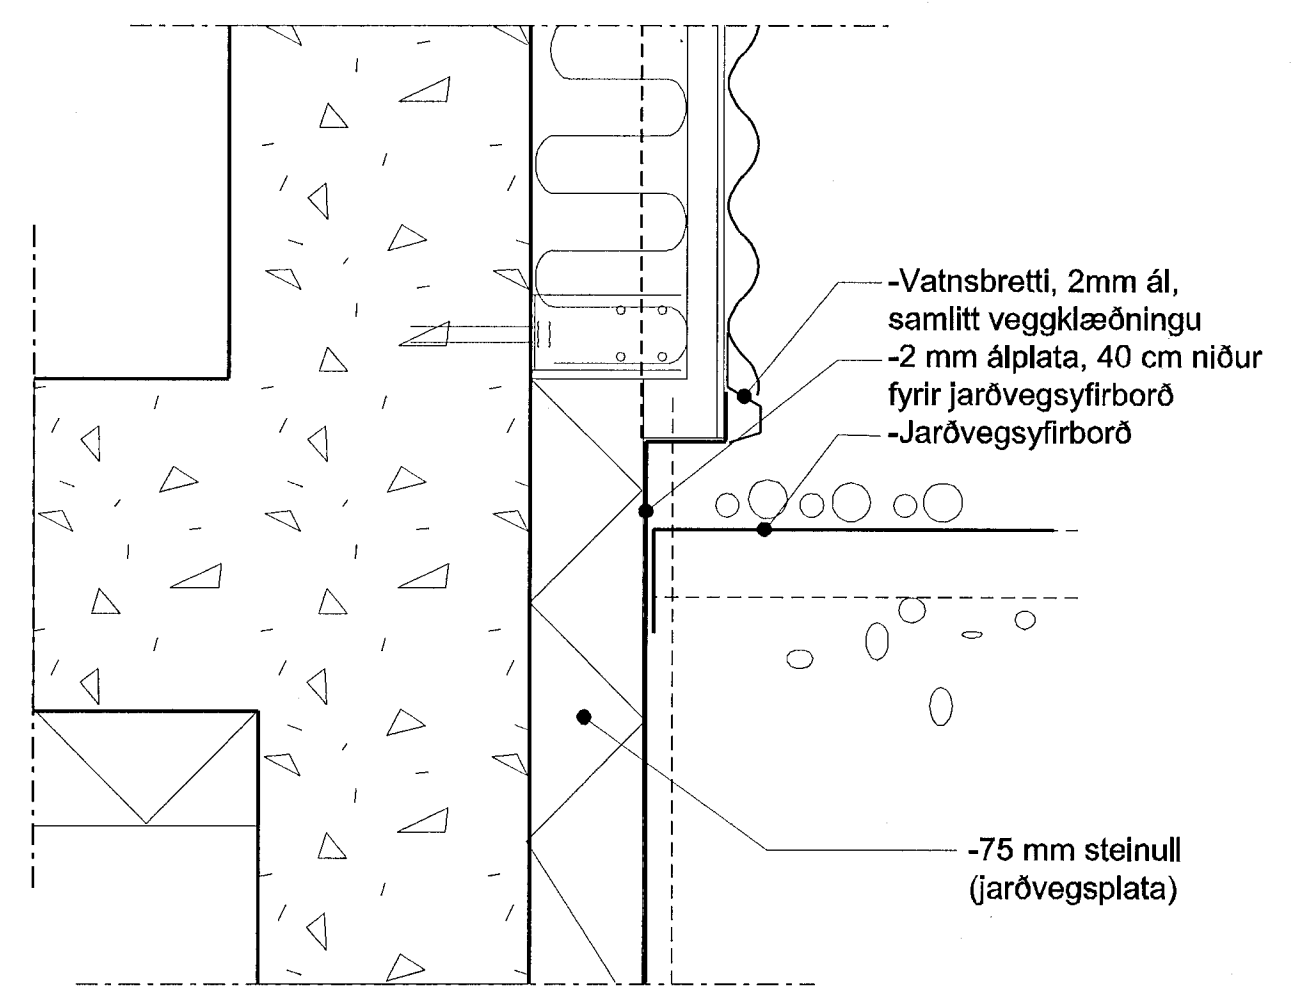 -Vatnsbretti, 2mm ál,
samlitt veggklæðningu
-2 mm álplata, 40 cm niður
fyrir jarðvegsyfirborð
-Jarðvegsyfirborð
-75 mm steinull
(jarðvegsplata)